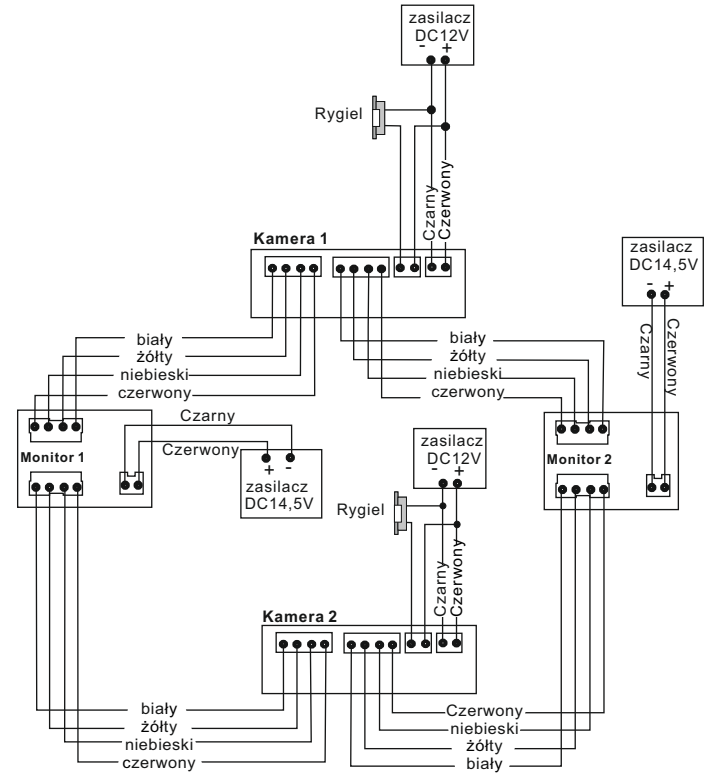 zasilacz
DC12V
- +
Rygiel
Czarny
Czerwony
Kamera 1
zasilacz
DC14,5V
- +
Czarny
Czerwony
biały
żółty
niebieski
czerwony
biały
żółty
niebieski
czerwony
Monitor 1
Czarny
Czerwony
+ -
zasilacz
DC14,5V
zasilacz
DC12V
- +
Rygiel
Czarny
Czerwony
Monitor 2
Kamera 2
biały
żółty
niebieski
czerwony
Czerwony
niebieski
żółty
biały